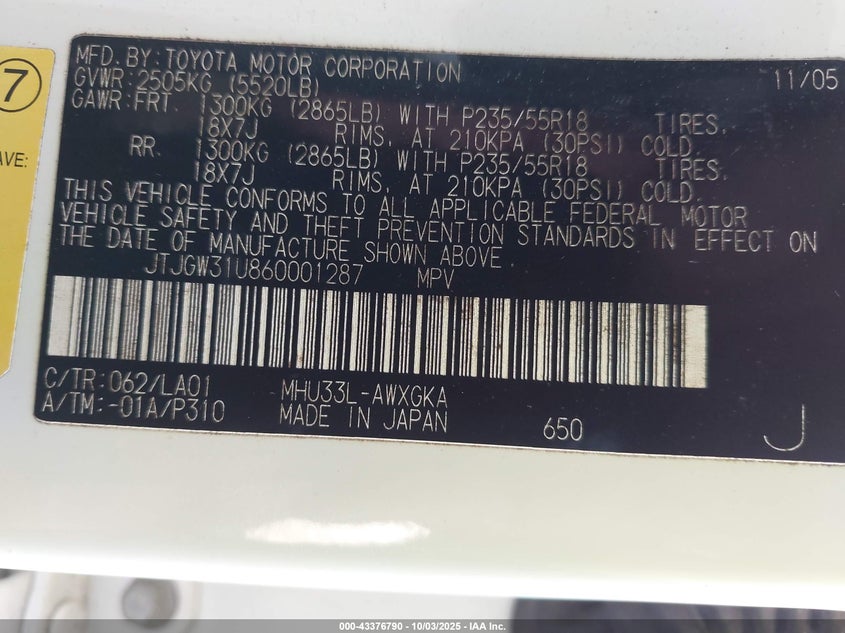 7
AVE:
MFD. BY: TOYOTA MOTOR CORPORATION 11/05
GVWR: 2505KG (5520LB)
GAWR: FRT. 1300KG (2865LB) WITH P235/55R18 TIRES,
18X7J RIMS, AT 210KPA (30PSI) COLD.
RR. 1300KG (2865LB) WITH P235/55R18 TIRES,
18X7J RIMS, AT 210KPA (30PSI) COLD.
THIS VEHICLE CONFORMS TO ALL APPLICABLE FEDERAL MOTOR
VEHICLE SAFETY AND THEFT PREVENTION STANDARDS IN EFFECT ON
THE DATE OF MANUFACTURE SHOWN ABOVE.
JTJGW31U860001287 MPV
C/TR: 062/LA01 MHU33L-AWXGKA
A/TM: -01A/P310 MADE IN JAPAN 650 J
000-43376790 - 10/03/2025 - IAA Inc.